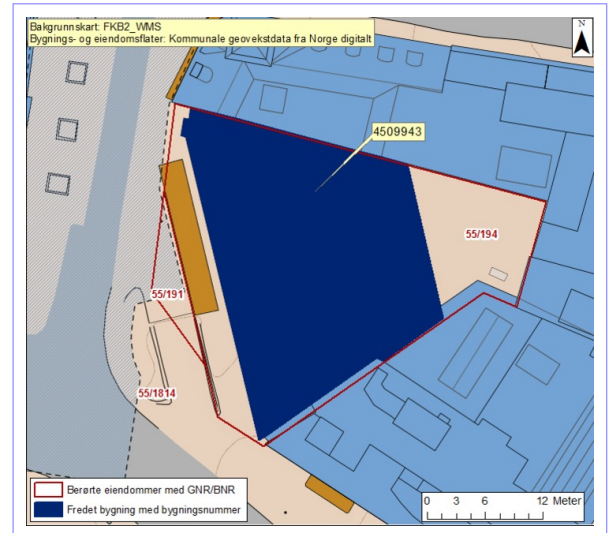 Bakgrunnskart: FKB2_WMS
Bygnings- og eiendomsflater: Kommunale geovekstdata fra Norge digitalt
N
4509943
55/194
55/191
55/1814
Berørte eiendommer med GNR/BNR
Fredet bygning med bygningsnummer
0 3 6 12 Meter